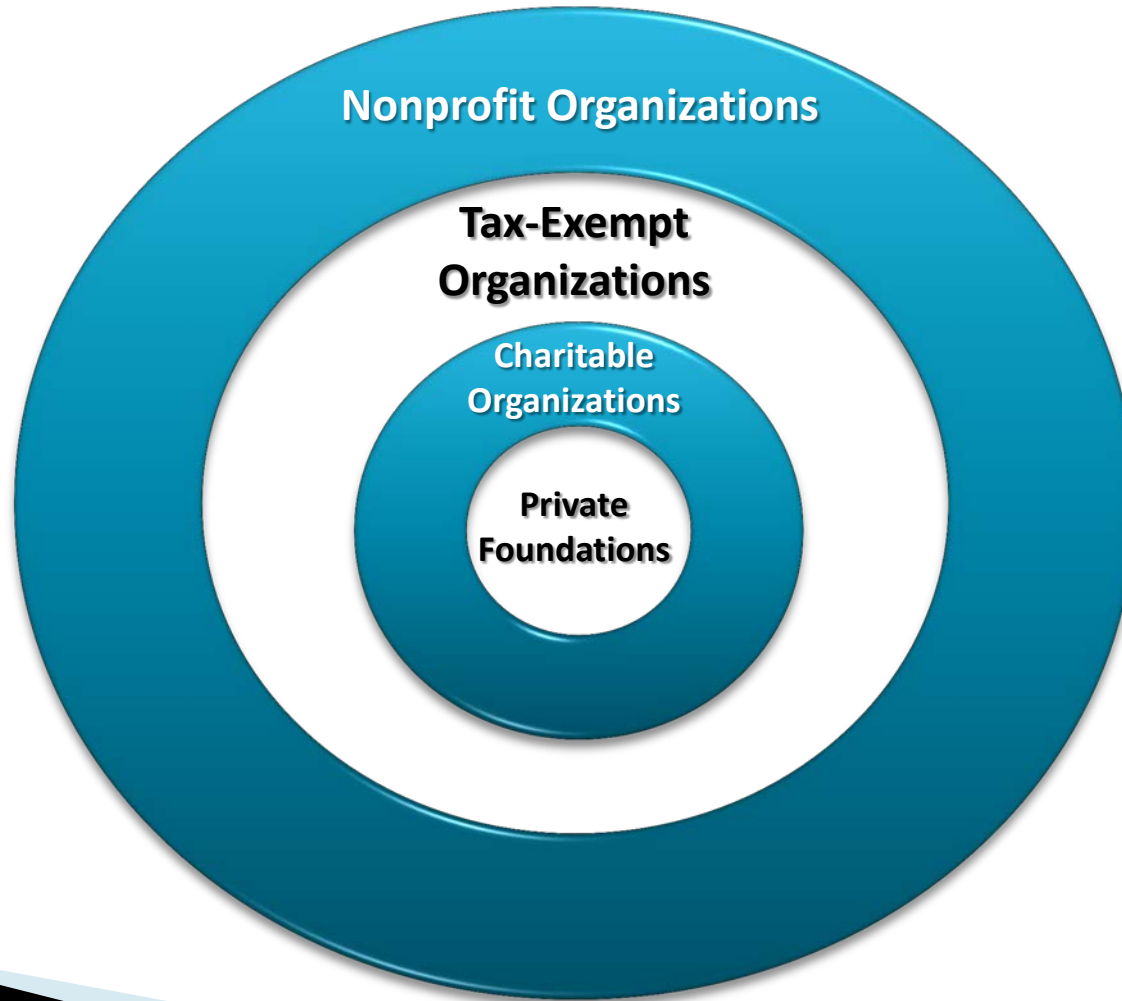 Nonprofit Organizations
Tax-Exempt
Organizations
Charitable
Organizations
Private
Foundations